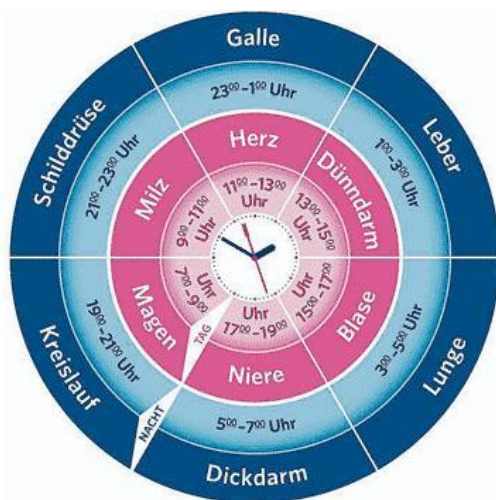 Galle
23⁰⁰–1⁰⁰ Uhr
Leber
1⁰⁰–3⁰⁰ Uhr
Lunge
3⁰⁰–5⁰⁰ Uhr
Dickdarm
5⁰⁰–7⁰⁰ Uhr
Kreislauf
19⁰⁰–21⁰⁰ Uhr
Schilddrüse
21⁰⁰–23⁰⁰ Uhr
Herz
11⁰⁰–13⁰⁰
Uhr
Dünndarm
13⁰⁰–15⁰⁰
Uhr
Blase
15⁰⁰–17⁰⁰
Uhr
Niere
17⁰⁰–19⁰⁰
Uhr
Magen
7⁰⁰–9⁰⁰
Uhr
Milz
9⁰⁰–11⁰⁰
Uhr
TAG
NACHT